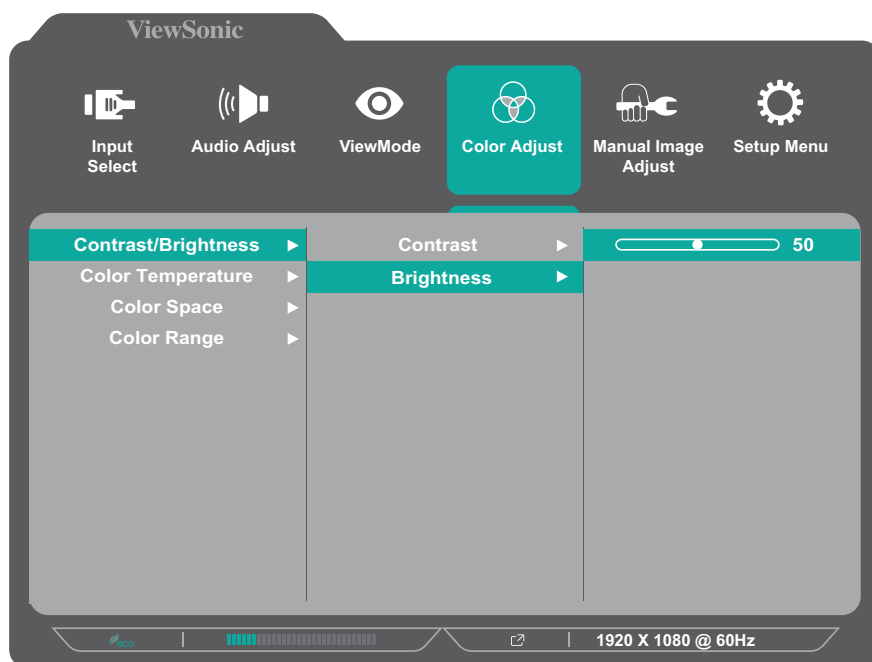 ViewSonic
Input Select
Audio Adjust
ViewMode
Color Adjust
Manual Image Adjust
Setup Menu
Contrast/Brightness
Contrast
50
Color Temperature
Brightness
Color Space
Color Range
eco
1920 X 1080 @ 60Hz